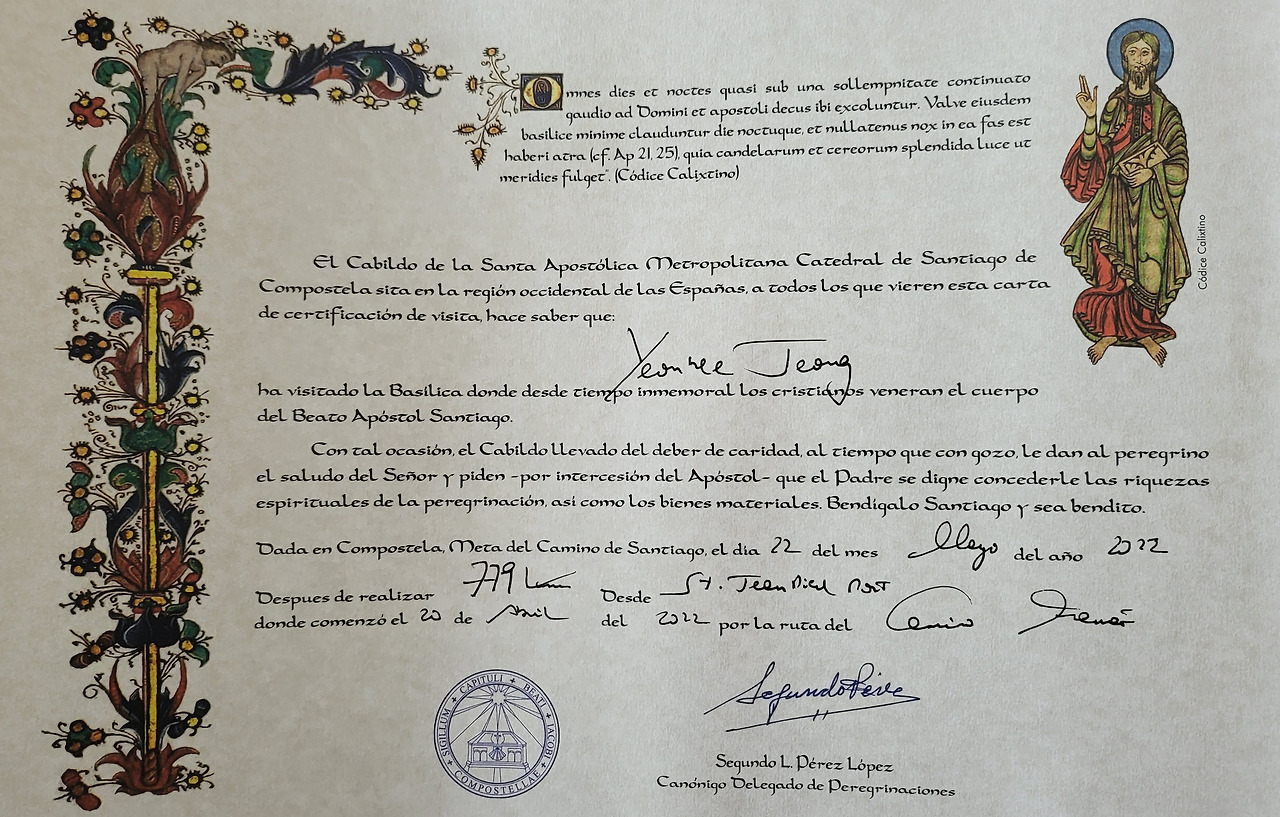 Omnes dies et noctes quasi sub una sollempnitate continuato
gaudio ad Domini et apostoli decus ibi excoluntur. Valve eiusdem
basilice minime clauduntur die noctuque, et nullatenus nox in ea fas est
haberi atra (cf. Ap 21, 25), quia candelarum et cereorum splendida luce ut
meridies fulget". (Códice Calixtino)
Códice Calixtino
El Cabildo de la Santa Apostólica Metropolitana Catedral de Santiago de
Compostela sita en la región occidental de las Españas, a todos los que vieren esta carta
de certificación de visita, hace saber que:
Yeonhee Jeong
ha visitado la Basílica donde desde tiempo inmemoral los cristianos veneran el cuerpo
del Beato Apóstol Santiago.
Con tal ocasión, el Cabildo llevado del deber de caridad, al tiempo que con gozo, le dan al peregrino
el saludo del Señor y piden -por intercesión del Apóstol- que el Padre se digne concederle las riquezas
espirituales de la peregrinación, así como los bienes materiales. Bendígalo Santiago y sea bendito.
Dada en Compostela, Meta del Camino de Santiago, el día 22 del mes Mayo del año 2022
Despues de realizar 779 km Desde St. Jean Pied Port
donde comenzó el 20 de Abril del 2022 por la ruta del Camino
SIGILLUM + CAPITULI + BEATI + IACOBI + COMPOSTELLAE +
Segundo Pérez
Segundo L. Pérez López
Canónigo Delegado de Peregrinaciones